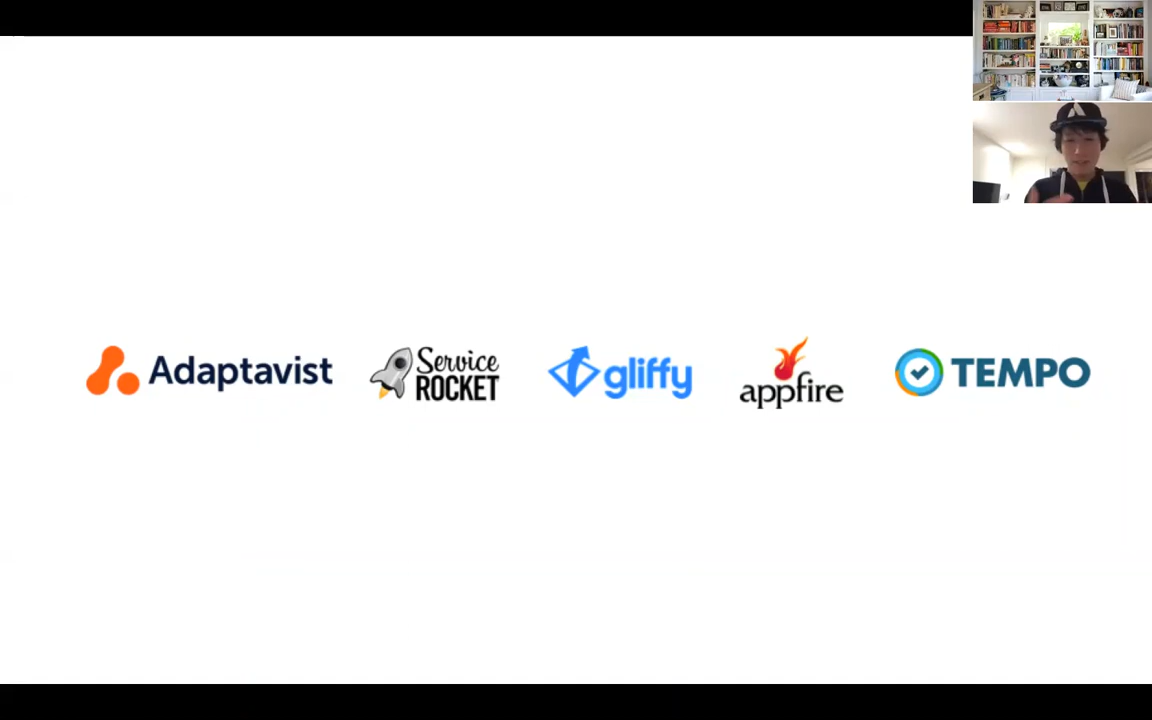 Adaptavist
Service
ROCKET
gliffy
appfire
TEMPO